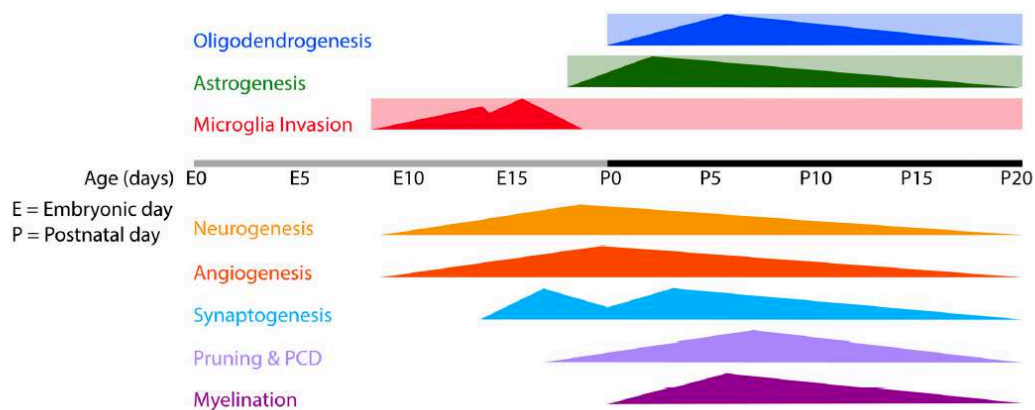 Oligodendrogenesis
Astrogenesis
Microglia Invasion
Age (days) E0 E5 E10 E15 P0 P5 P10 P15 P20
E = Embryonic day
P = Postnatal day
Neurogenesis
Angiogenesis
Synaptogenesis
Pruning & PCD
Myelination